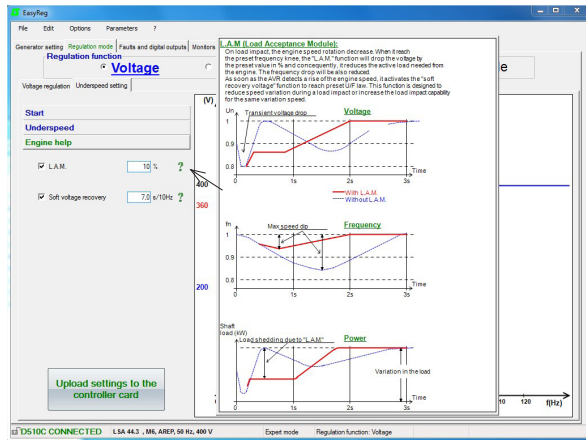 EasyReg
File Edit Options Parameters ?
Generator setting Regulation mode Faults and digital outputs Monitors
Regulation function
Voltage
Voltage regulation Underspeed setting
Start
Underspeed
Engine help
L.A.M. 10 % ?
Soft voltage recovery 7.0 s/10Hz ?
Upload settings to the
controller card
(V)
400
360
200
L.A.M (Load Acceptance Module):
On load impact, the engine speed rotation decrease. When it reach
the preset frequency knee, the "L.A.M." function will drop the voltage by
the preset value in % and concequently, it reduces the active load needed from
the engine. The frequency drop will be also reduced.
As soon as the AVR detects a rise of the engine speed, it activates the "soft
recovery voltage" function to reach preset U/F law. This function is designed to
reduce speed variation during a load impact or increase the load impact capability
for the same variation speed.
Un Transient voltage drop Voltage
1
0.9
0.8
Time
0 1s 2s 3s
With L.A.M.
Without L.A.M.
fn Max speed dip Frequency
1
0.9
0.8
Time
0 1s 2s 3s
Shaft
load (kW)
Load shedding due to "L.A.M" Power
1
Variation in the load
Time
0 1s 2s 3s
120 f(Hz)
D510C CONNECTED LSA 44.3 , M6, AREP, 50 Hz, 400 V Expert mode Regulation function: Voltage